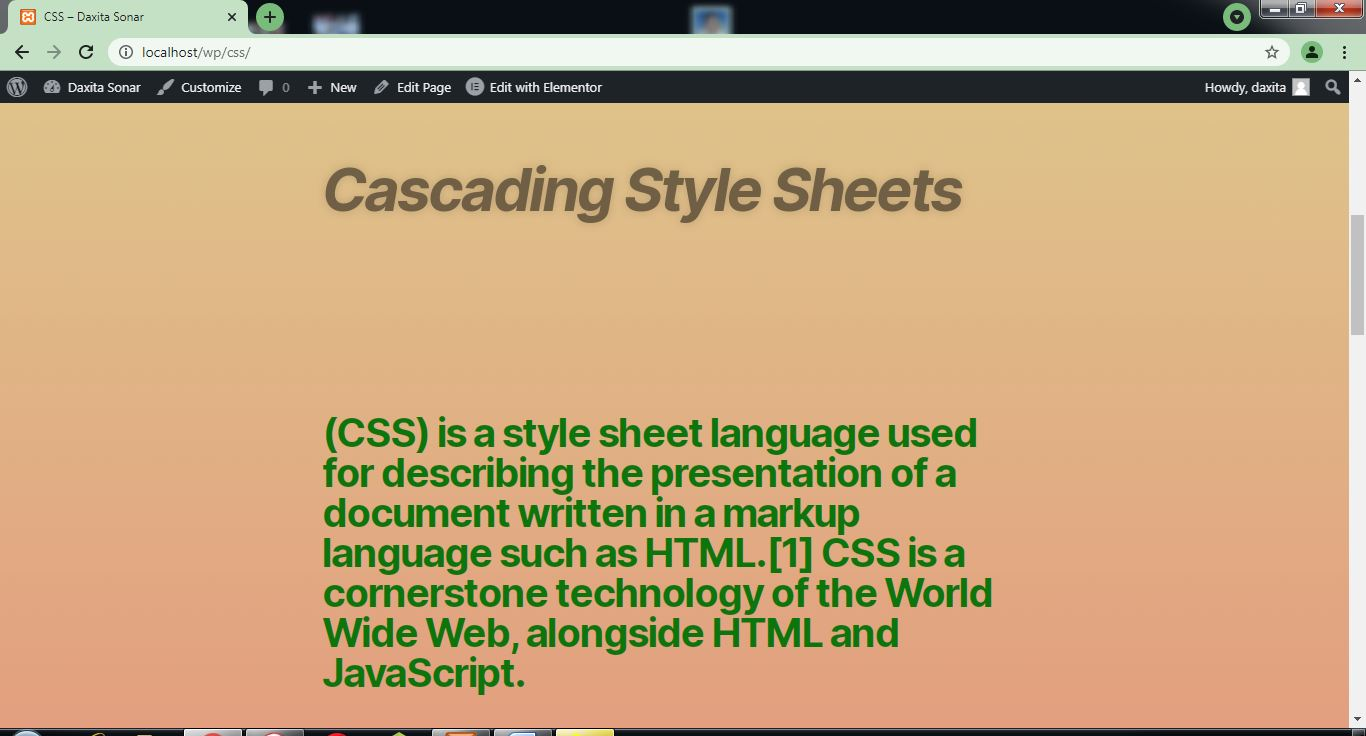 CSS – Daxita Sonar
localhost/wp/css/
Daxita Sonar Customize 0 New Edit Page Edit with Elementor Howdy, daxita
Cascading Style Sheets
(CSS) is a style sheet language used
for describing the presentation of a
document written in a markup
language such as HTML.[1] CSS is a
cornerstone technology of the World
Wide Web, alongside HTML and
JavaScript.